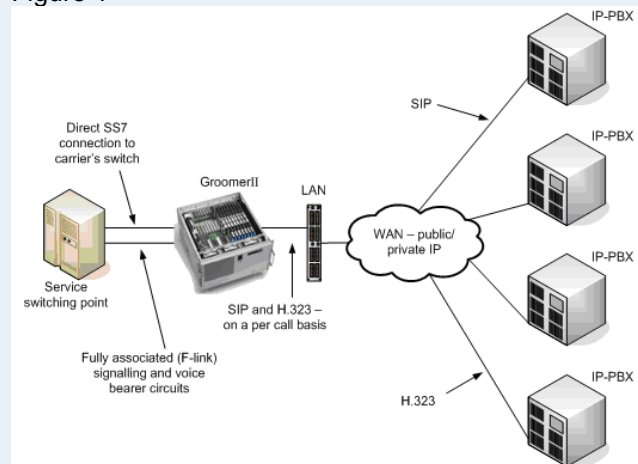 Figure
IP-PBX
SIP
Direct SS7
connection to
carrier's switch
GroomerII
LAN
IP-PBX
WAN – public/
private IP
Service
switching point
SIP and H.323 –
on a per call basis
IP-PBX
Fully associated (F-link)
signalling and voice
bearer circuits
H.323
IP-PBX